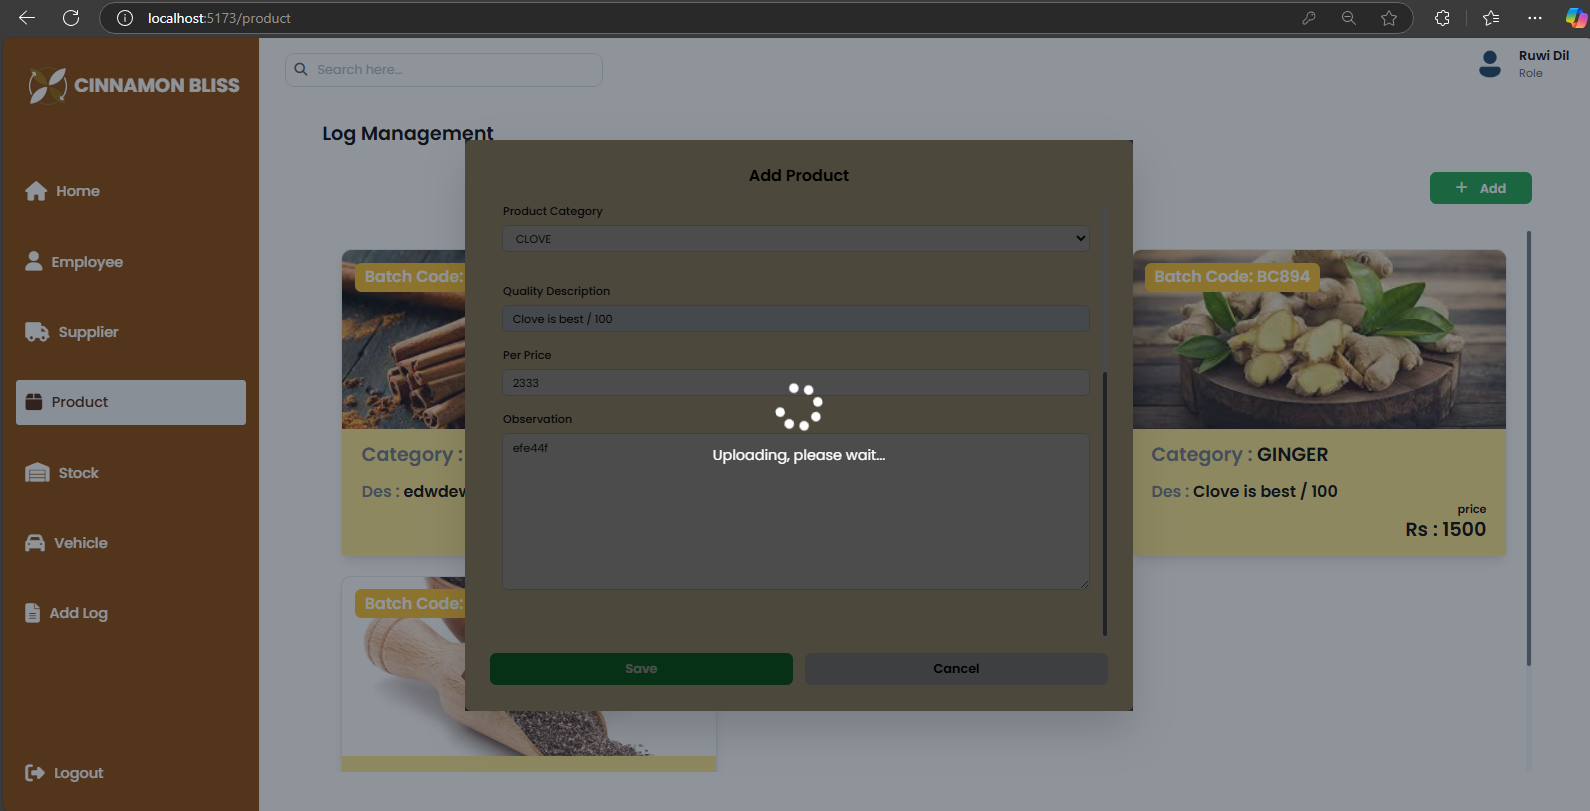 localhost:5173/product
CINNAMON BLISS
Search here...
Ruwi Dil
Role
Home
Employee
Supplier
Product
Stock
Vehicle
Add Log
Logout
Log Management
+ Add
Batch Code:
Category :
Des : edwdew
Batch Code: BC894
Category : GINGER
Des : Clove is best / 100
price
Rs : 1500
Batch Code:
Add Product
Product Category
CLOVE
Quality Description
Clove is best / 100
Per Price
2333
Observation
efe44f
Uploading, please wait...
Save
Cancel